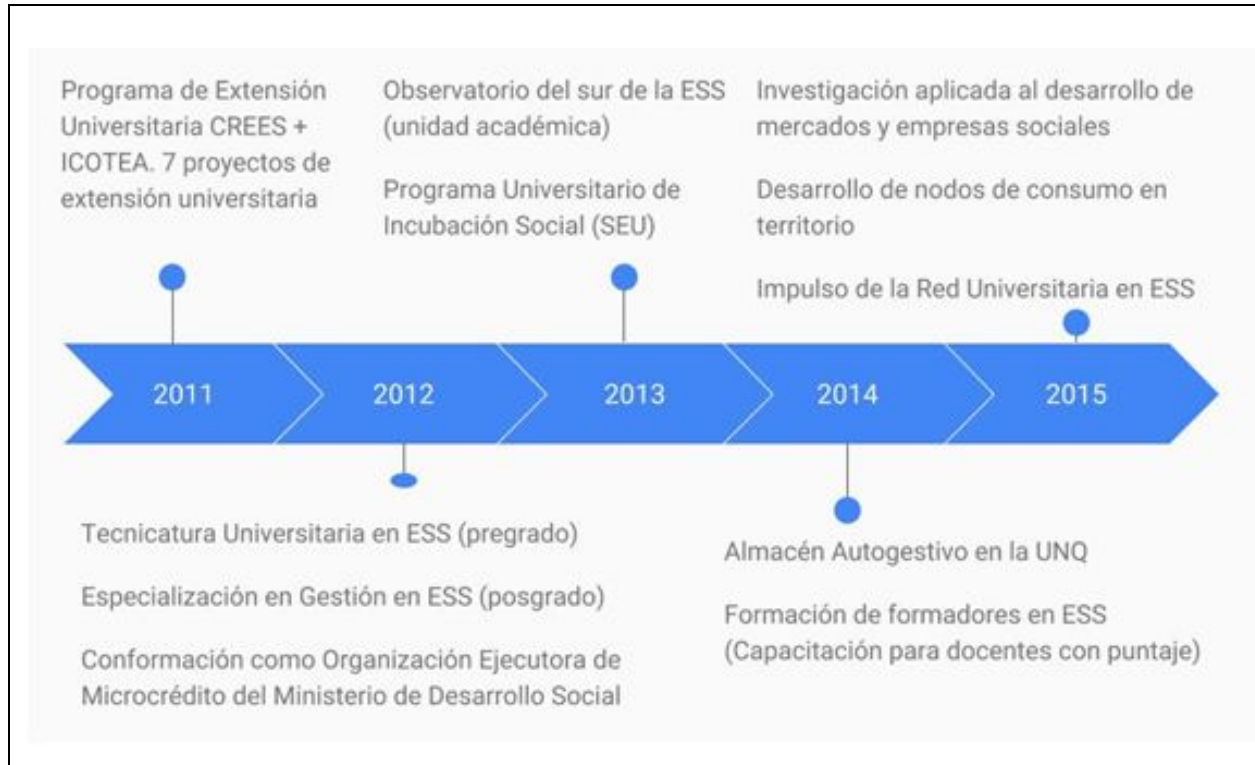 Programa de Extensión
Universitaria CREES +
ICOTEA. 7 proyectos de
extensión universitaria
Observatorio del sur de la ESS
(unidad académica)
Programa Universitario de
Incubación Social (SEU)
Investigación aplicada al desarrollo de
mercados y empresas sociales
Desarrollo de nodos de consumo en
territorio
Impulso de la Red Universitaria en ESS
2011
2012
2013
2014
2015
Tecnicatura Universitaria en ESS (pregrado)
Especialización en Gestión en ESS (posgrado)
Conformación como Organización Ejecutora de
Microcrédito del Ministerio de Desarrollo Social
Almacén Autogestivo en la UNQ
Formación de formadores en ESS
(Capacitación para docentes con puntaje)